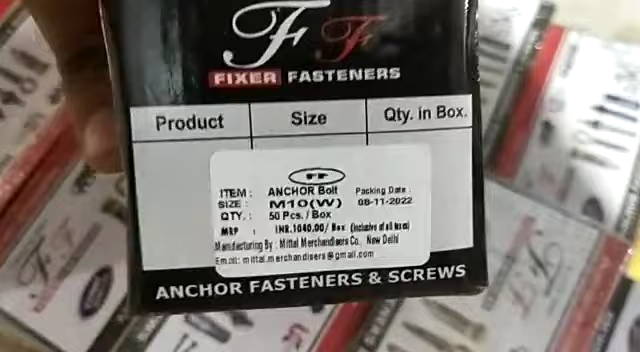 FF
FIXER FASTENERS
Product Size Qty. in Box.
FF
ITEM : ANCHOR Bolt Packing Date
SIZE : M10(W) 08-11-2022
QTY. : 50 Pcs. / Box
MRP : INR.1040.00/ Box (inclusive of all taxes)
Manufacturing By : Mittal Merchandisers Co., New Delhi
Email: mittal.merchandisers@gmail.com
ANCHOR FASTENERS & SCREWS